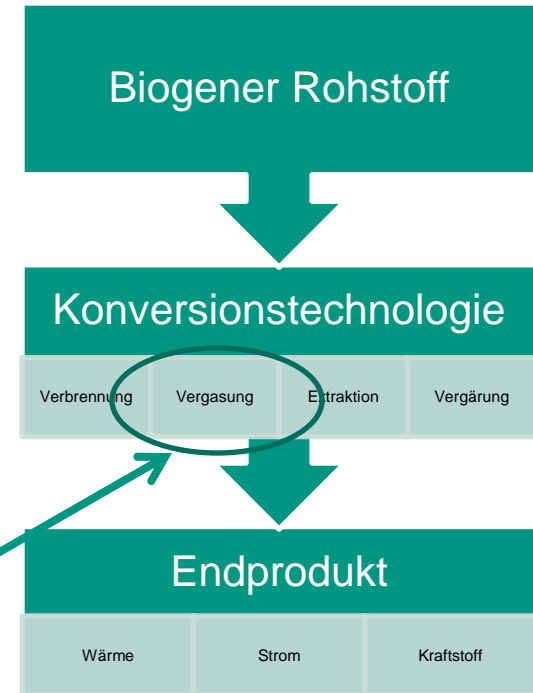 Biogener Rohstoff
Konversionstechnologie
Verbrennung Vergasung Extraktion Vergärung
Endprodukt
Wärme Strom Kraftstoff